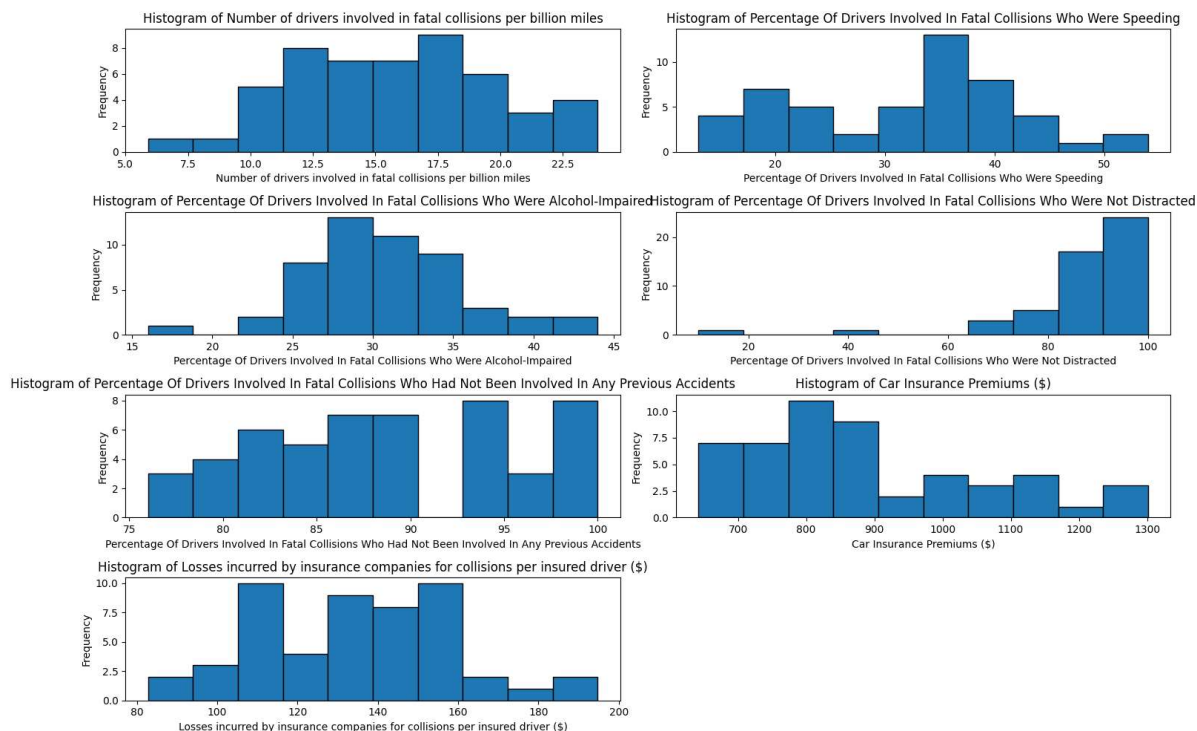 Histogram of Number of drivers involved in fatal collisions per billion miles
Frequency
8
6
4
2
0
5.0 7.5 10.0 12.5 15.0 17.5 20.0 22.5
Number of drivers involved in fatal collisions per billion miles
Histogram of Percentage Of Drivers Involved In Fatal Collisions Who Were Speeding
Frequency
10
5
0
20 30 40 50
Percentage Of Drivers Involved In Fatal Collisions Who Were Speeding
Histogram of Percentage Of Drivers Involved In Fatal Collisions Who Were Alcohol-Impaired
Frequency
10
5
0
15 20 25 30 35 40 45
Percentage Of Drivers Involved In Fatal Collisions Who Were Alcohol-Impaired
Histogram of Percentage Of Drivers Involved In Fatal Collisions Who Were Not Distracted
Frequency
20
10
0
20 40 60 80 100
Percentage Of Drivers Involved In Fatal Collisions Who Were Not Distracted
Histogram of Percentage Of Drivers Involved In Fatal Collisions Who Had Not Been Involved In Any Previous Accidents
Frequency
8
6
4
2
0
75 80 85 90 95 100
Percentage Of Drivers Involved In Fatal Collisions Who Had Not Been Involved In Any Previous Accidents
Histogram of Car Insurance Premiums ($)
Frequency
10.0
7.5
5.0
2.5
0.0
700 800 900 1000 1100 1200 1300
Car Insurance Premiums ($)
Histogram of Losses incurred by insurance companies for collisions per insured driver ($)
Frequency
10.0
7.5
5.0
2.5
0.0
80 100 120 140 160 180 200
Losses incurred by insurance companies for collisions per insured driver ($)